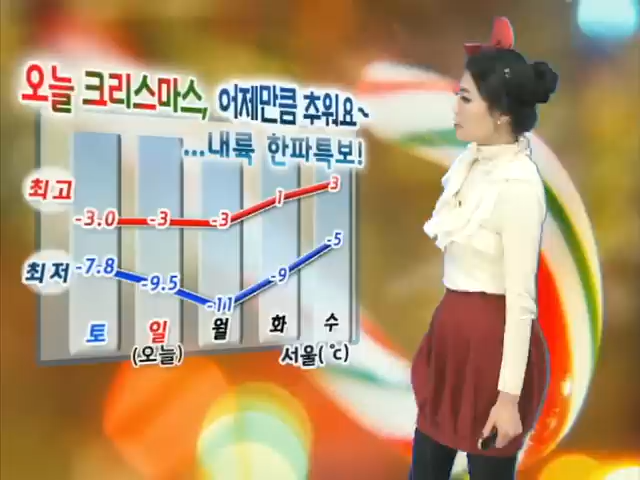 오늘 크리스마스, 어제만큼 추워요~
...내륙 한파특보!
최고 -3.0 -3 -3 1 3
최저 -7.8 -9.5 -11 -9 -5
토 일 월 화 수
(오늘) 서울(℃)